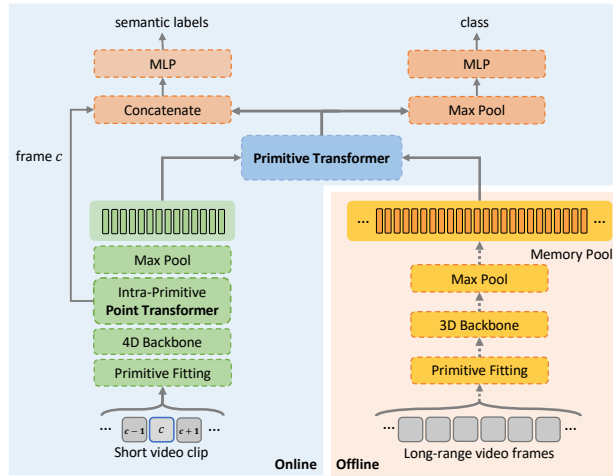 semantic labels
class
MLP
MLP
Concatenate
Max Pool
frame c
Primitive Transformer
... ...
Memory Pool
Max Pool
Intra-Primitive
Point Transformer
4D Backbone
Primitive Fitting
Max Pool
3D Backbone
Primitive Fitting
... c − 1 c c + 1 ...
... ...
Short video clip
Long-range video frames
Online
Offline